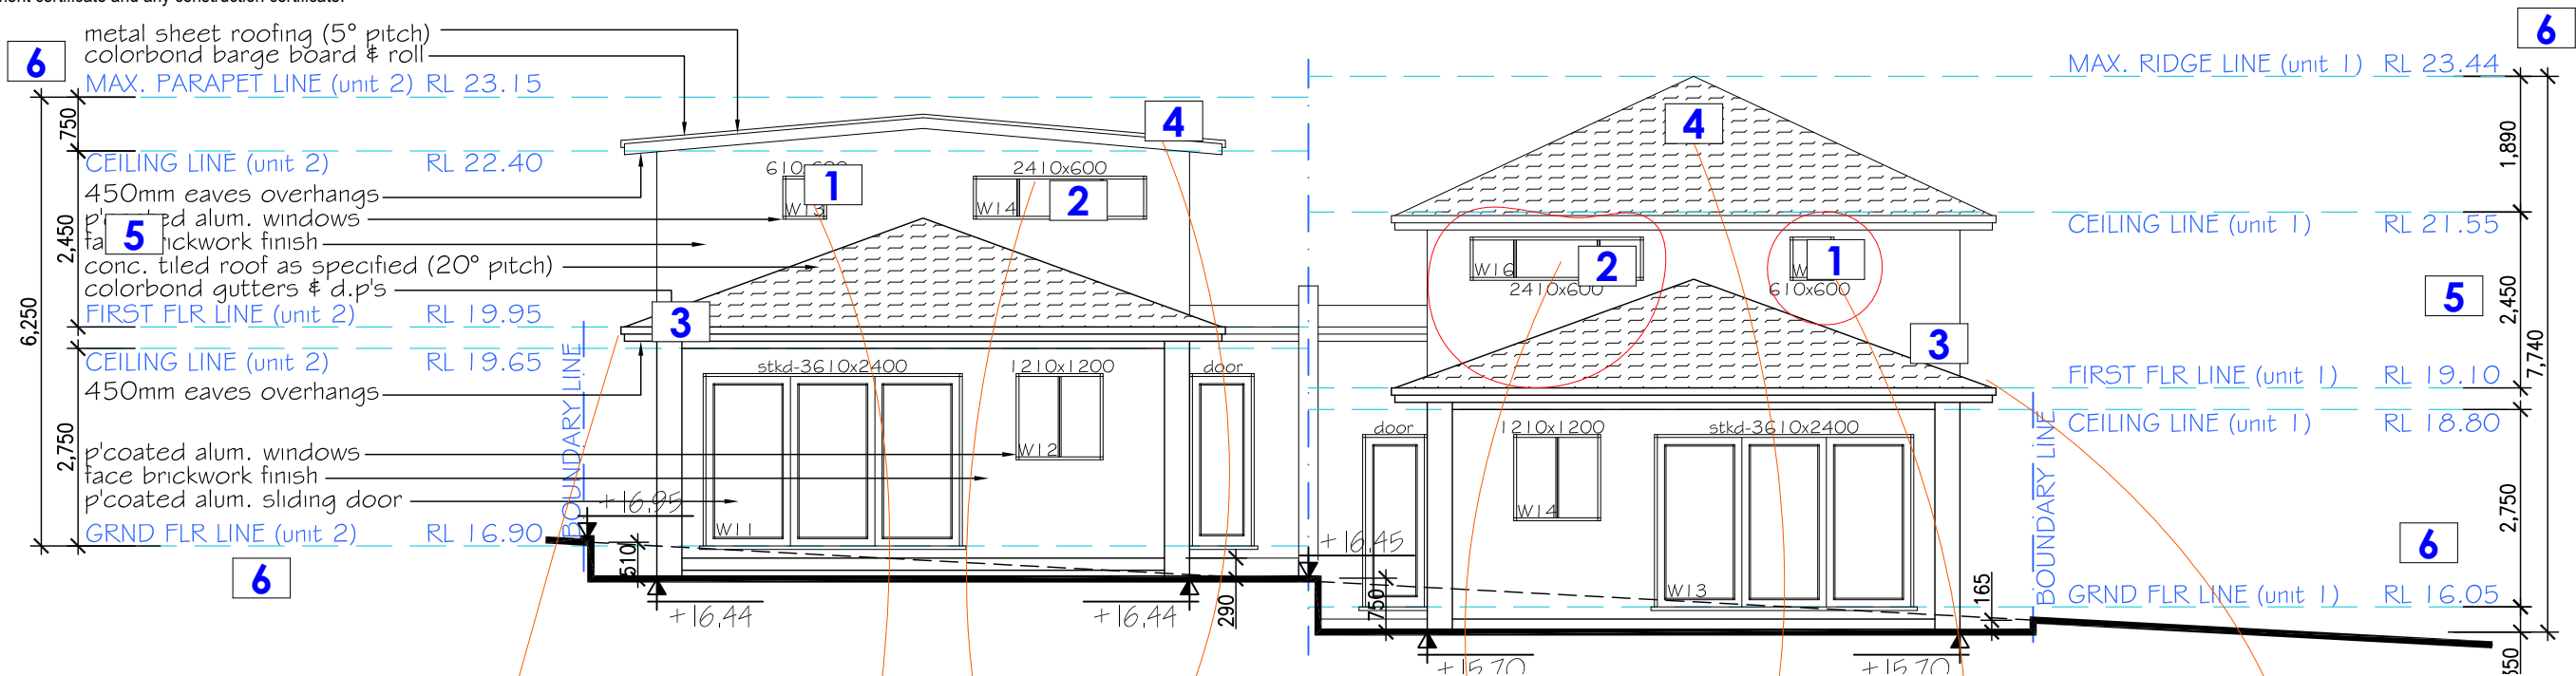 metal sheet roofing (5° pitch)
colorbond barge board & roll
6
MAX. PARAPET LINE (unit 2) RL 23.15
750
CEILING LINE (unit 2) RL 22.40
450mm eaves overhangs
alum. windows
5
finish
2,450
conc. tiled roof as specified (20° pitch)
colorbond gutters & d.p's
FIRST FLR LINE (unit 2) RL 19.95
6,250
CEILING LINE (unit 2) RL 19.65
450mm eaves overhangs
2,750
p'coated alum. windows
face brickwork finish
p'coated alum. sliding door
GRND FLR LINE (unit 2) RL 16.90
6
BOUNDARY LINE
+16.95
510
4
1
2410x600
W13
W14
2
3
stkd-3610x2400
1210x1200
door
W12
W11
+16.44
+16.44
290
+16.45
750
4
W16
2
2410x600
1
610x600
3
door
1210x1200
stkd-3610x2400
W14
W13
165
+15.70
+15.70
BOUNDARY LINE
6
MAX. RIDGE LINE (unit 1) RL 23.44
1,890
CEILING LINE (unit 1) RL 21.55
5
2,450
7,740
FIRST FLR LINE (unit 1) RL 19.10
CEILING LINE (unit 1) RL 18.80
2,750
6
GRND FLR LINE (unit 1) RL 16.05